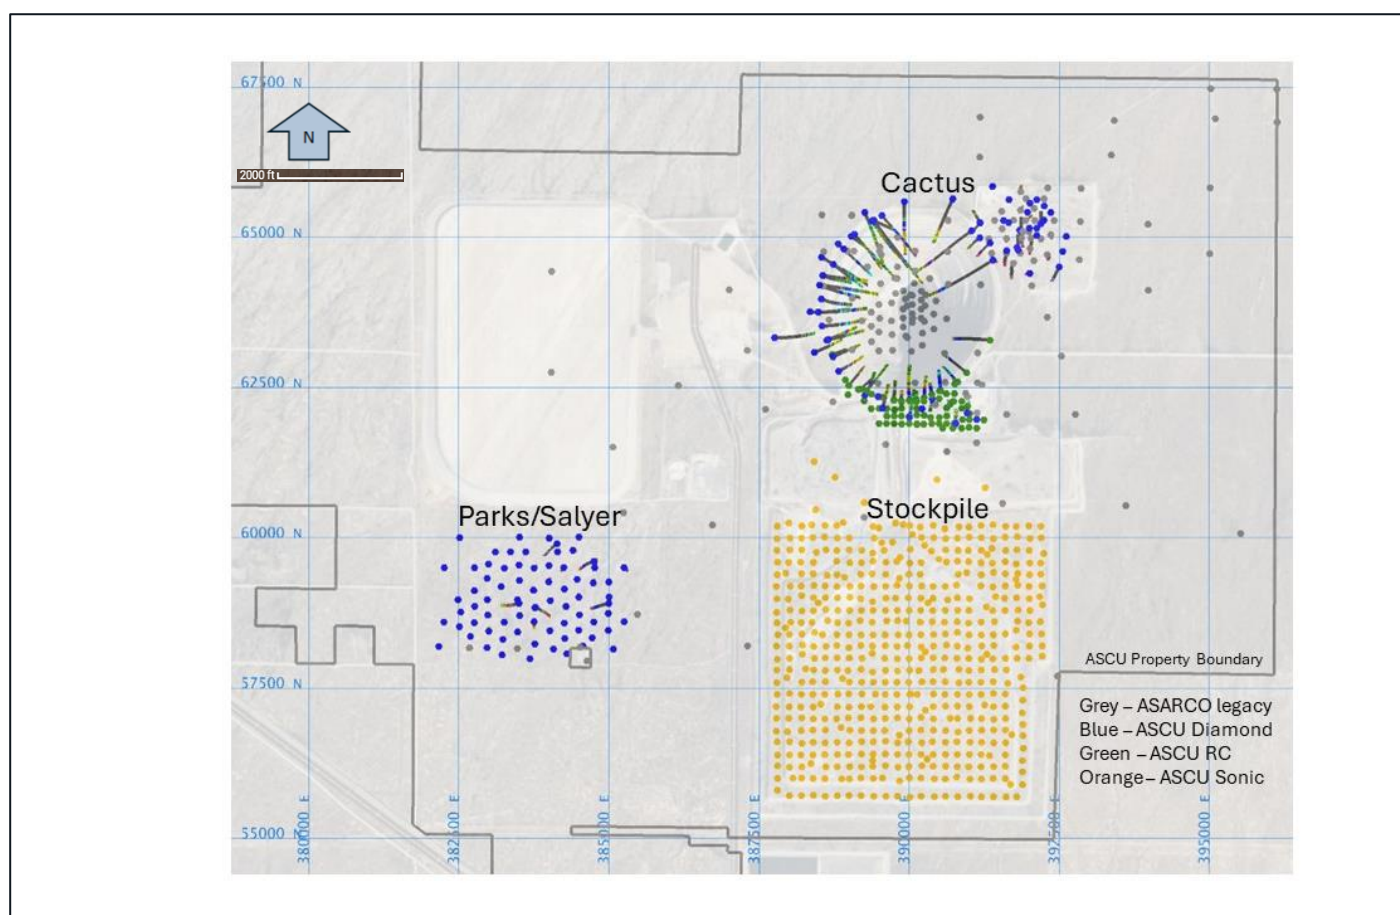 67500 N
N
2000 ft
Cactus
65000 N
62500 N
Stockpile
Parks/Salyer
60000 N
ASCU Property Boundary
57500 N
Grey – ASARCO legacy
Blue – ASCU Diamond
Green – ASCU RC
Orange – ASCU Sonic
55000 N
380000 E
382500 E
385000 E
387500 E
390000 E
392500 E
395000 E